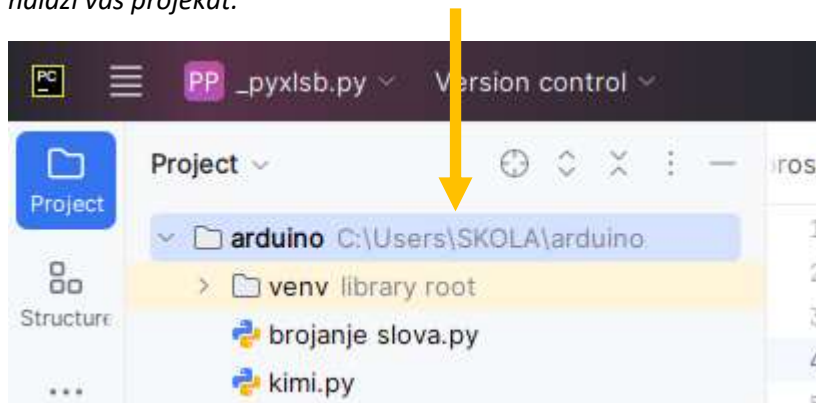 nalazi vaš projekat:
PC PP _pyxlsb.py Version control
Project
Project
arduino C:\Users\SKOLA\arduino
venv library root
Structure
brojanje slova.py
kimi.py